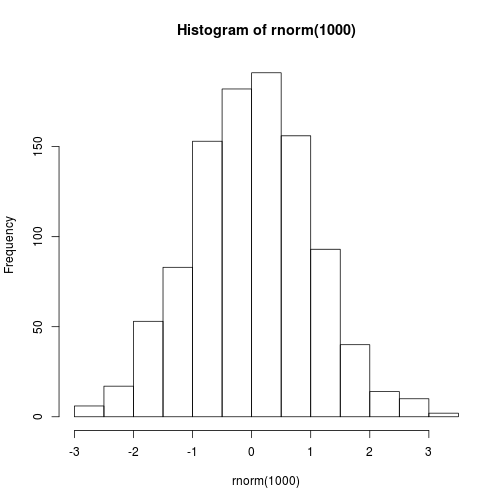 Histogram of rnorm(1000)
150
100
50
0
Frequency
-3 -2 -1 0 1 2 3
rnorm(1000)